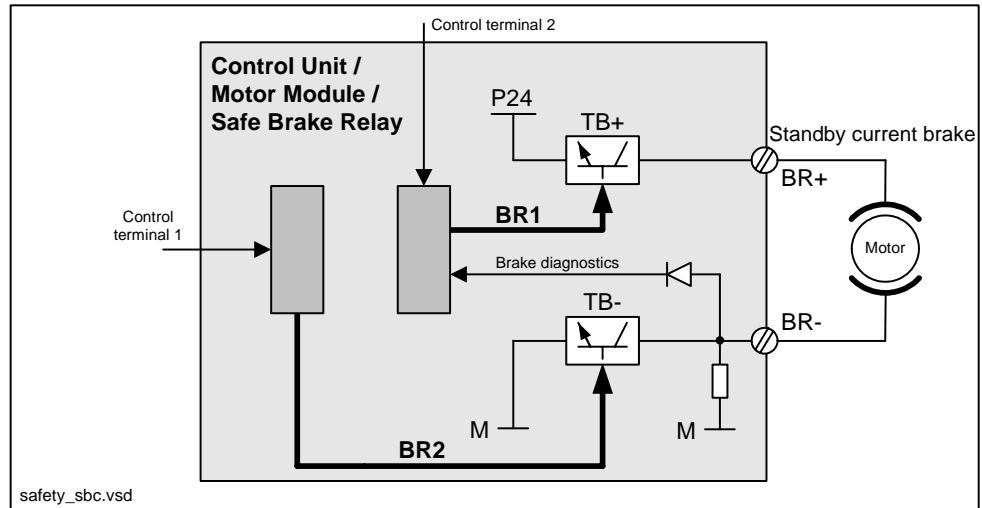 Control terminal 2
Control Unit /
Motor Module /
Safe Brake Relay
P24
TB+
Standby current brake
BR+
BR1
Control
terminal 1
Motor
Brake diagnostics
TB-
BR-
M
M
BR2
safety_sbc.vsd